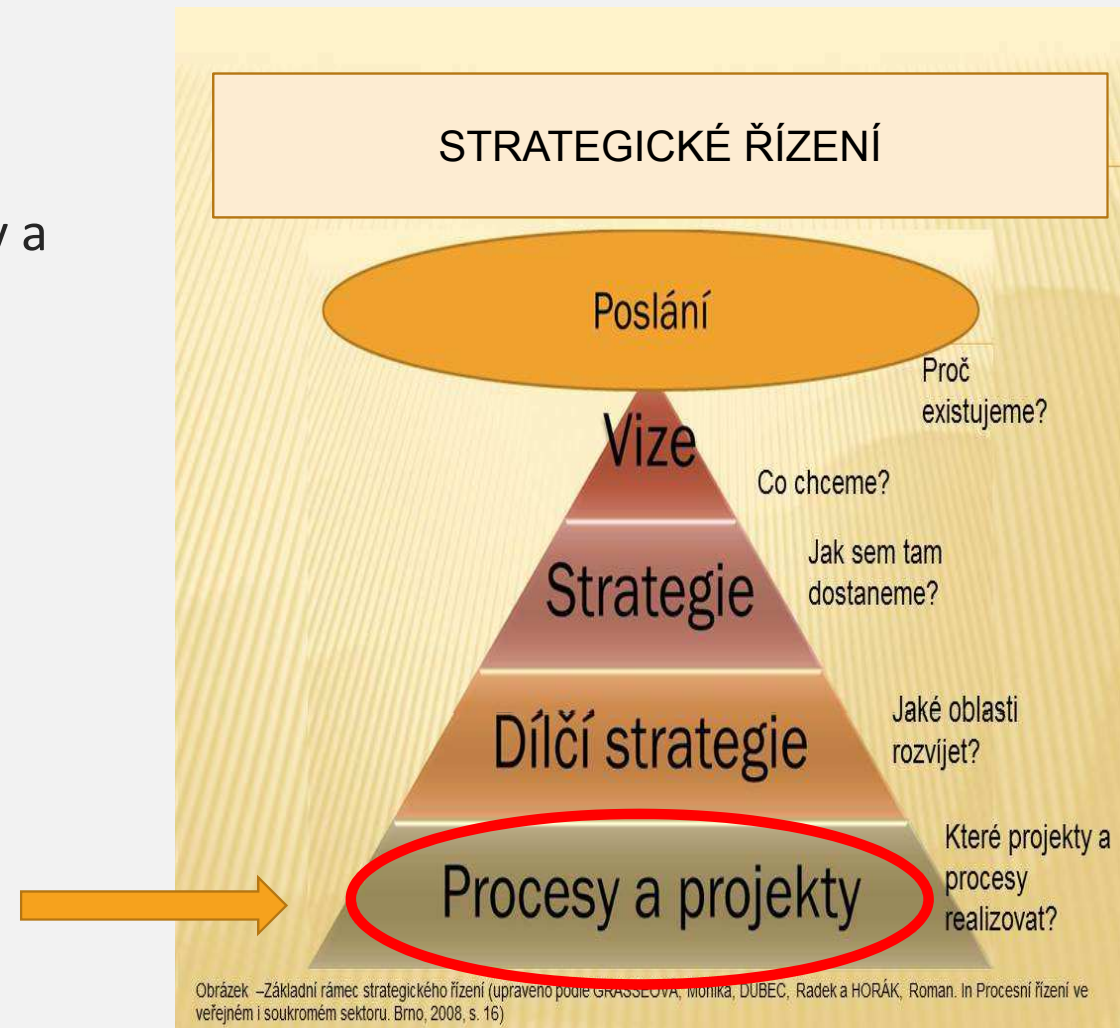 STRATEGICKÉ ŘÍZENÍ
y a
Poslání
Proč
existujeme?
Vize
Co chceme?
Strategie
Jak sem tam
dostaneme?
Dílčí strategie
Jaké oblasti
rozvíjet?
Procesy a projekty
Které projekty a
procesy
realizovat?
Obrázek –Základní rámec strategického řízení (upraveno podle GRASSEOVÁ, Monika, DUBEC, Radek a HORÁK, Roman. In Procesní řízení ve
veřejném i soukromém sektoru. Brno, 2008, s. 16)